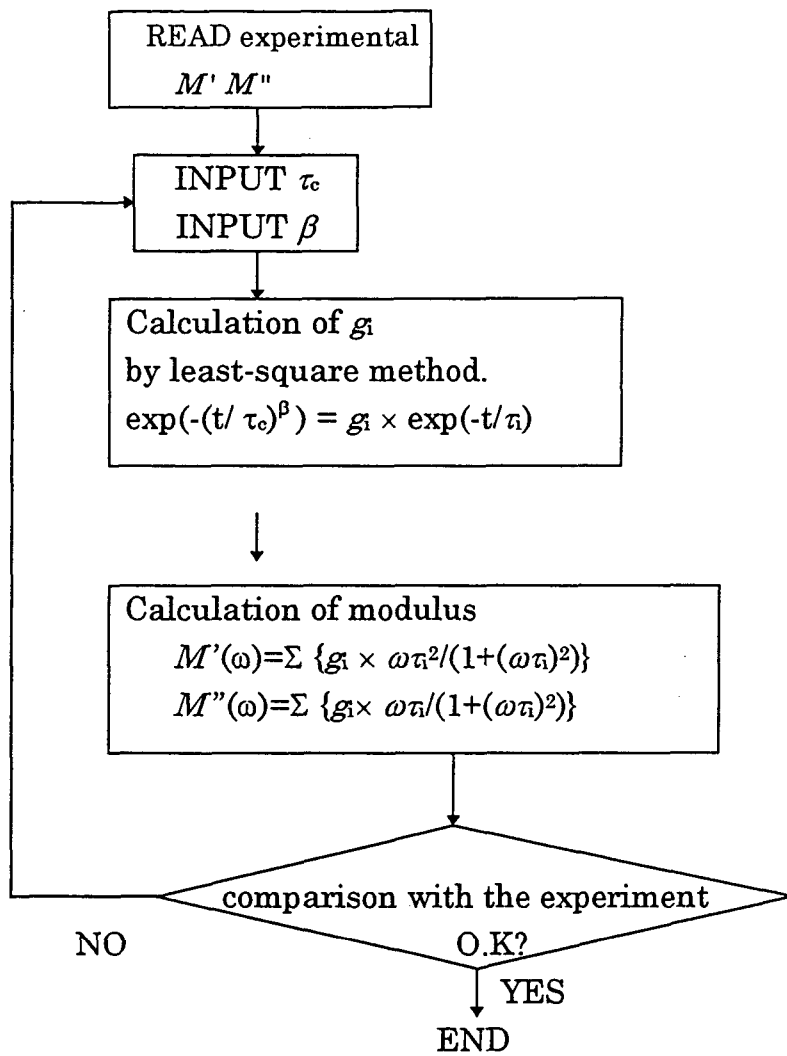 READ experimental
M' M"
INPUT τc
INPUT β
Calculation of gi
by least-square method.
exp(-(t/ τc)^β) = gi × exp(-t/τi)
Calculation of modulus
M’(ω)=Σ {gi × ωτi²/(1+(ωτi)²)}
M”(ω)=Σ {gi× ωτi/(1+(ωτi)²)}
comparison with the experiment
O.K?
NO
YES
END